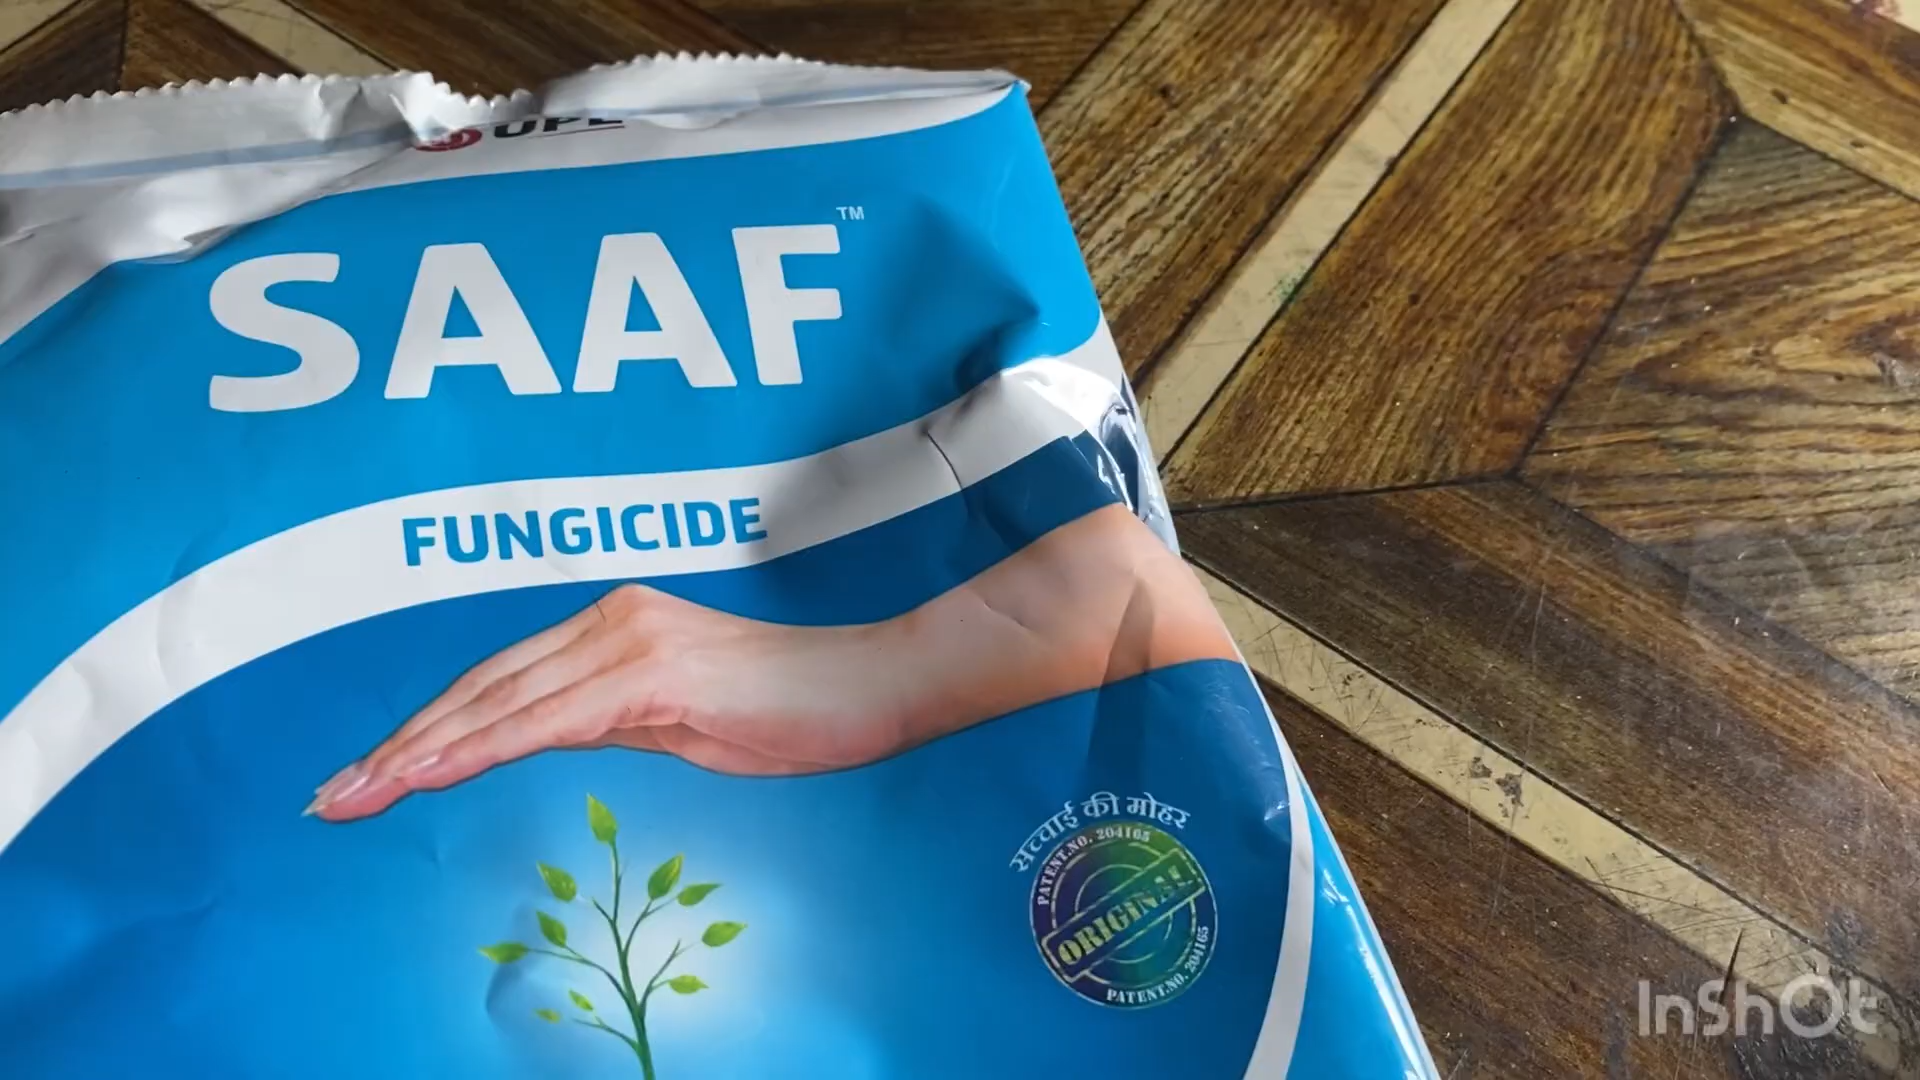 UPL
SAAF™
FUNGICIDE
सच्चाई की मोहर
PATENT.NO. 204165
ORIGINAL
PATENT.NO. 204165
InShOt